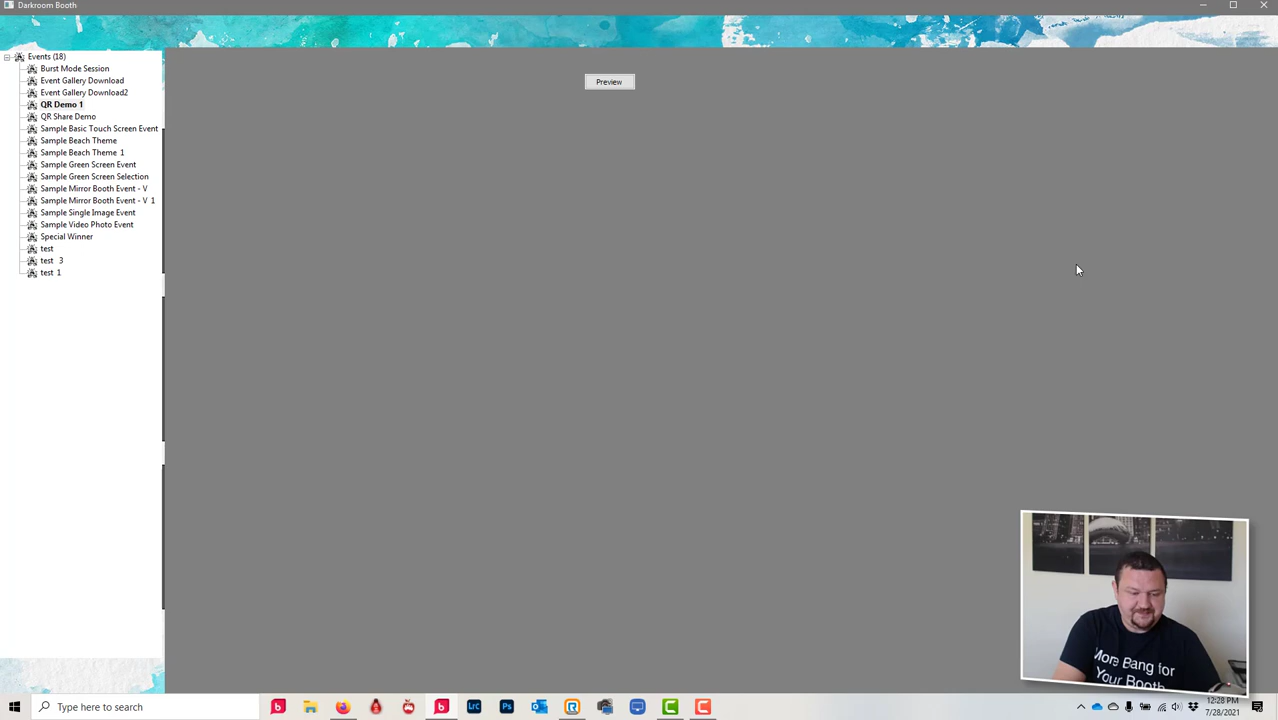 Darkroom Booth
Events (18)
Burst Mode Session
Event Gallery Download
Event Gallery Download2
QR Demo 1
QR Share Demo
Sample Basic Touch Screen Event
Sample Beach Theme
Sample Beach Theme 1
Sample Green Screen Event
Sample Green Screen Selection
Sample Mirror Booth Event - V
Sample Mirror Booth Event - V 1
Sample Single Image Event
Sample Video Photo Event
Special Winner
test
test 3
test 1
Preview
More Bang for
Your Booth
Type here to search
Lrc
Ps
12:28 PM
7/28/2021